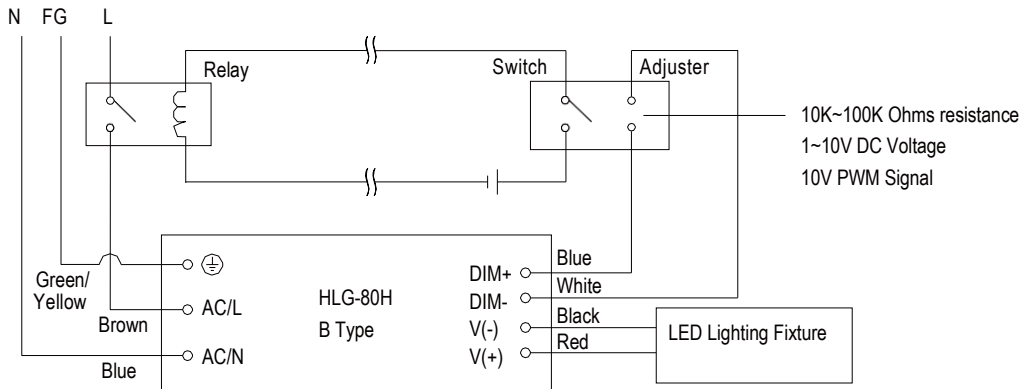 N FG L
Relay
Switch
Adjuster
10K~100K Ohms resistance
1~10V DC Voltage
10V PWM Signal
Green/
Yellow
Brown
Blue
AC/L
AC/N
HLG-80H
B Type
DIM+
DIM-
V(-)
V(+)
Blue
White
Black
Red
LED Lighting Fixture